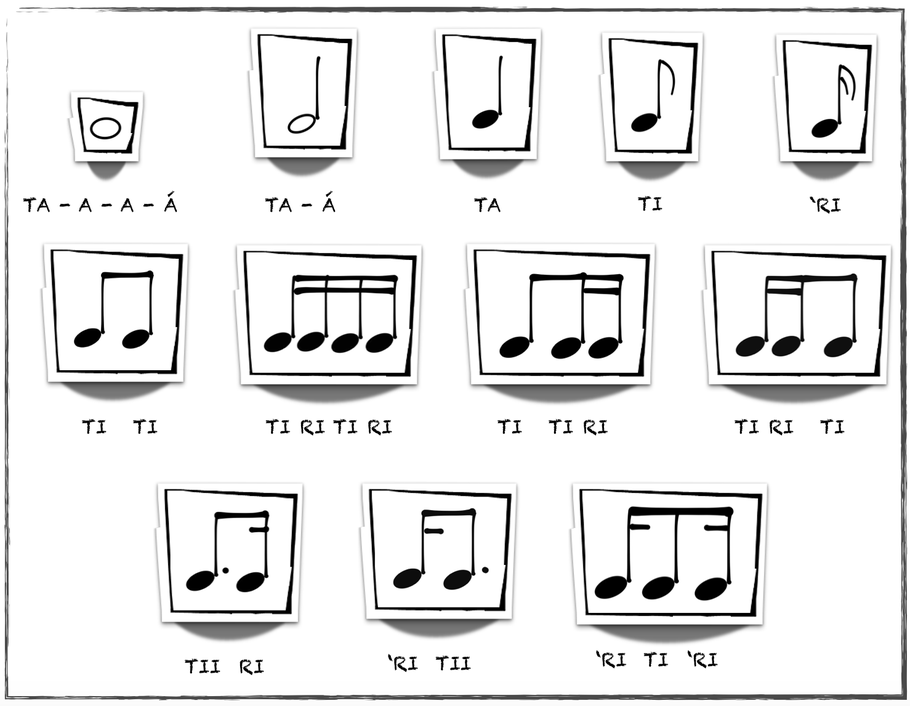 TA - A - A - Á
TA - Á
TA
TI
'RI
TI TI
TI RI TI RI
TI TI RI
TI RI TI
TII RI
'RI TII
'RI TI 'RI